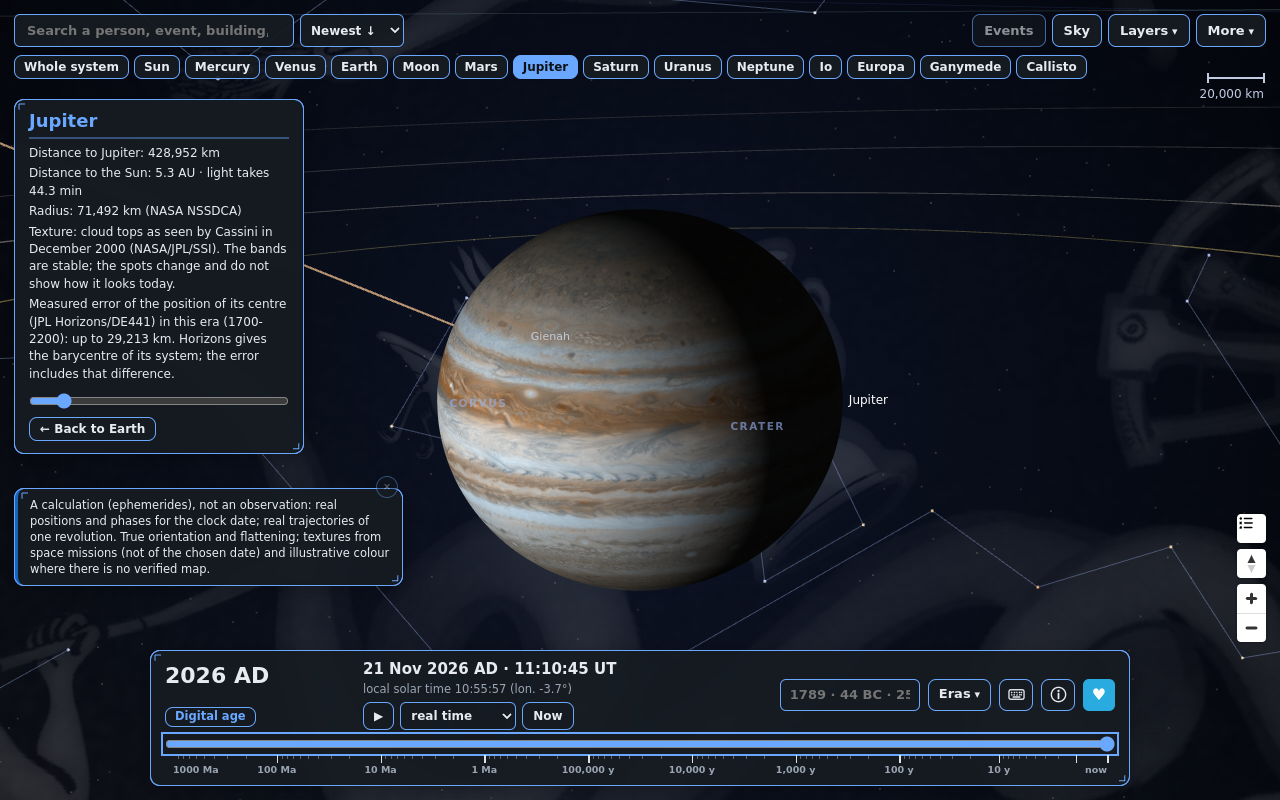 Search a person, event, building,
Newest ↓
Events
Sky
Layers ▾
More ▾
Whole system
Sun
Mercury
Venus
Earth
Moon
Mars
Jupiter
Saturn
Uranus
Neptune
Io
Europa
Ganymede
Callisto
20,000 km
Jupiter
Distance to Jupiter: 428,952 km
Distance to the Sun: 5.3 AU · light takes
44.3 min
Radius: 71,492 km (NASA NSSDCA)
Texture: cloud tops as seen by Cassini in
December 2000 (NASA/JPL/SSI). The bands
are stable; the spots change and do not
show how it looks today.
Measured error of the position of its centre
(JPL Horizons/DE441) in this era (1700-
2200): up to 29,213 km. Horizons gives
the barycentre of its system; the error
includes that difference.
← Back to Earth
Gienah
CORVUS
Jupiter
CRATER
A calculation (ephemerides), not an observation: real
positions and phases for the clock date; real trajectories of
one revolution. True orientation and flattening; textures from
space missions (not of the chosen date) and illustrative colour
where there is no verified map.
2026 AD
Digital age
21 Nov 2026 AD · 11:10:45 UT
local solar time 10:55:57 (lon. -3.7°)
real time
Now
1789 · 44 BC · 25
Eras ▾
1000 Ma
100 Ma
10 Ma
1 Ma
100,000 y
10,000 y
1,000 y
100 y
10 y
now